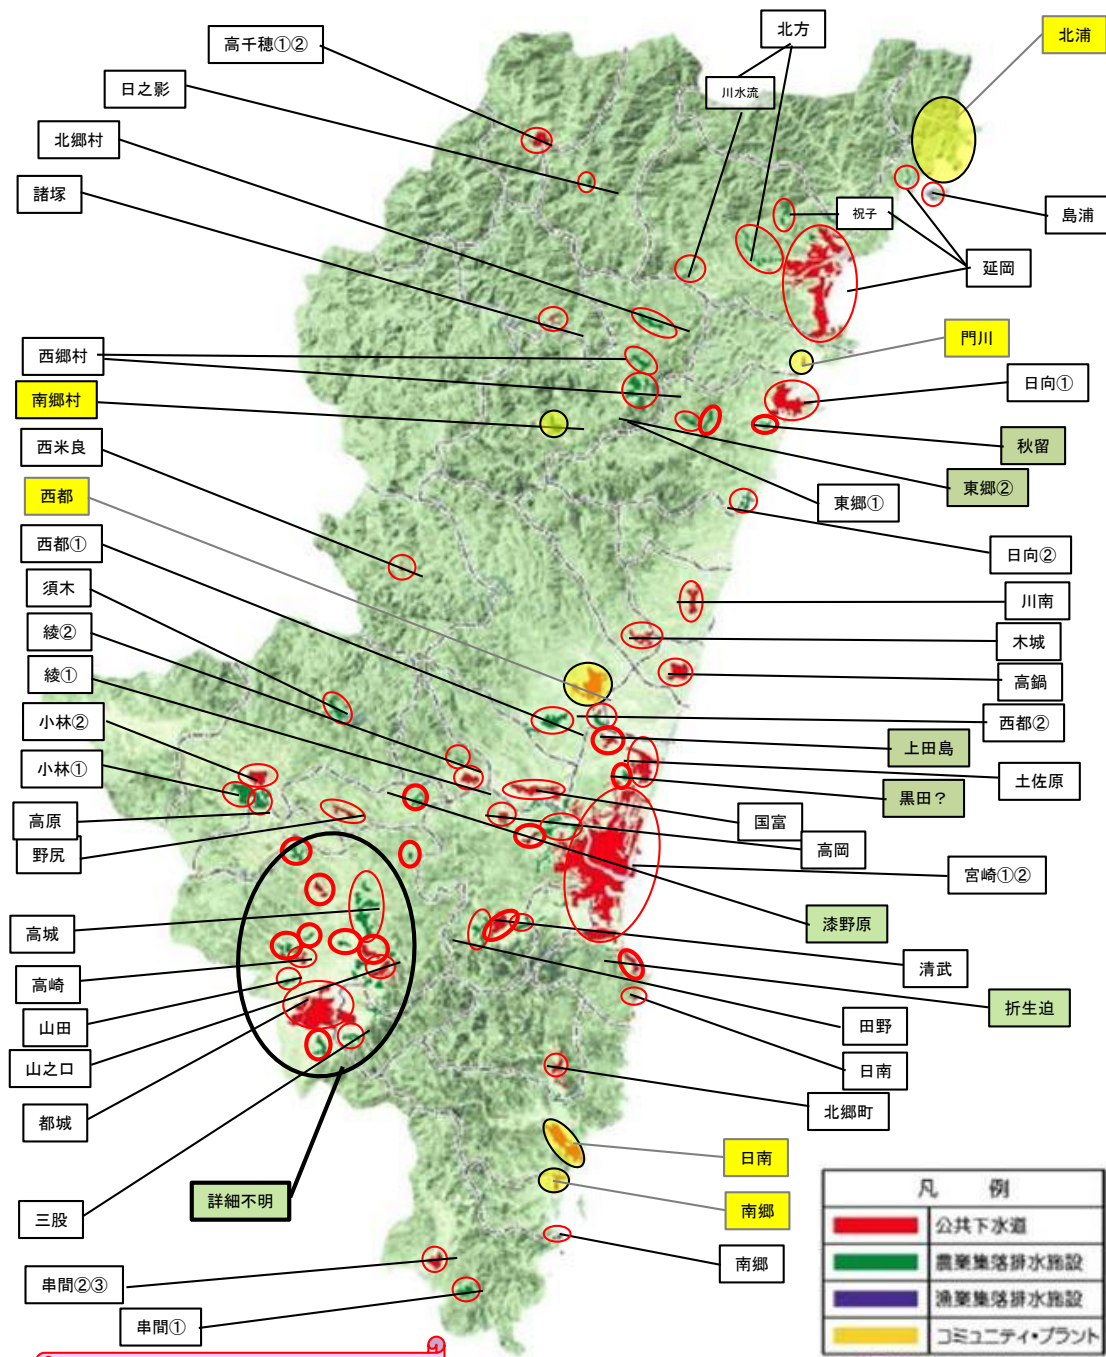 高千穂①②
北方
北浦
日之影
川水流
北郷村
諸塚
祝子
島浦
延岡
門川
西郷村
日向①
南郷村
秋留
西米良
東郷②
西都
東郷①
西都①
日向②
須木
川南
綾②
木城
綾①
高鍋
小林②
西都②
上田島
小林①
土佐原
黒田？
高原
国富
野尻
高岡
宮崎①②
高城
漆野原
清武
高崎
折生迫
山田
田野
山之口
日南
都城
北郷町
日南
詳細不明
三股
南郷
南郷
串間②③
串間①
凡 例
公共下水道
農業集落排水施設
漁業集落排水施設
コミュニティ・プラント